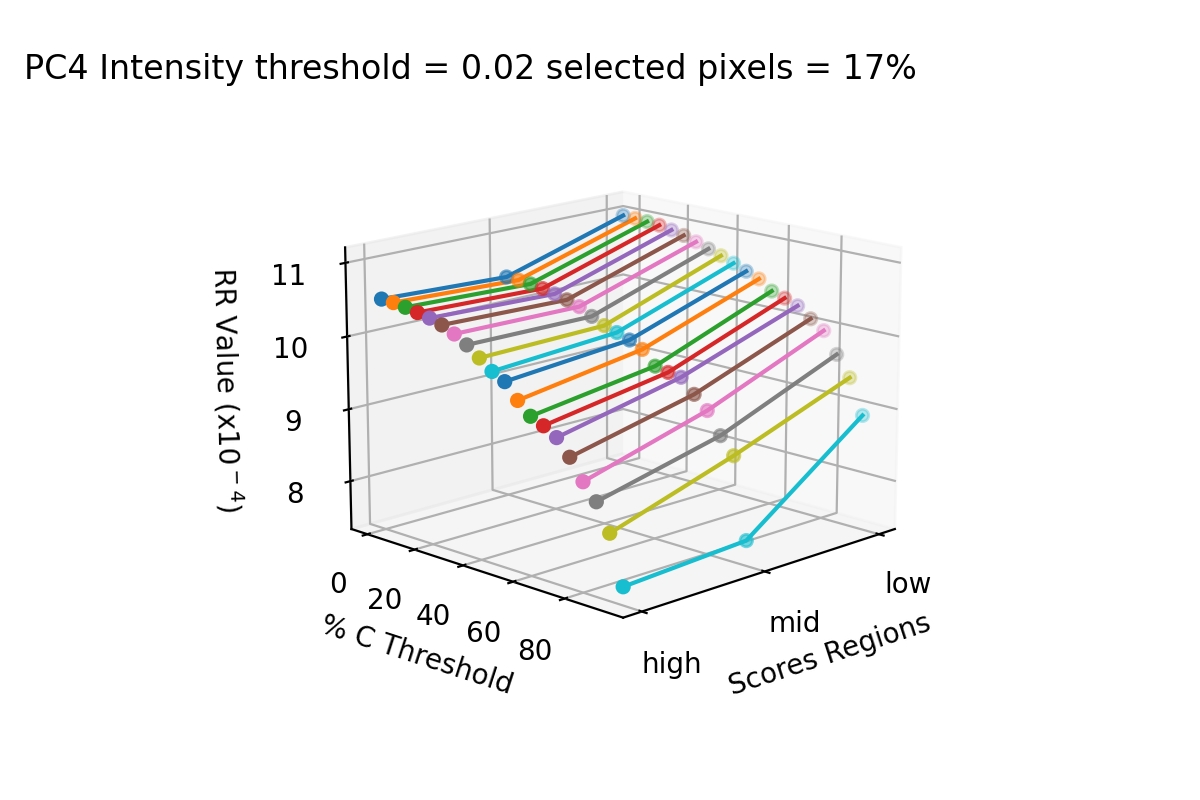 PC4 Intensity threshold = 0.02 selected pixels = 17%
RR Value (x10⁻⁴)
11
10
9
8
0
20
40
60
80
% C Threshold
high
mid
low
Scores Regions